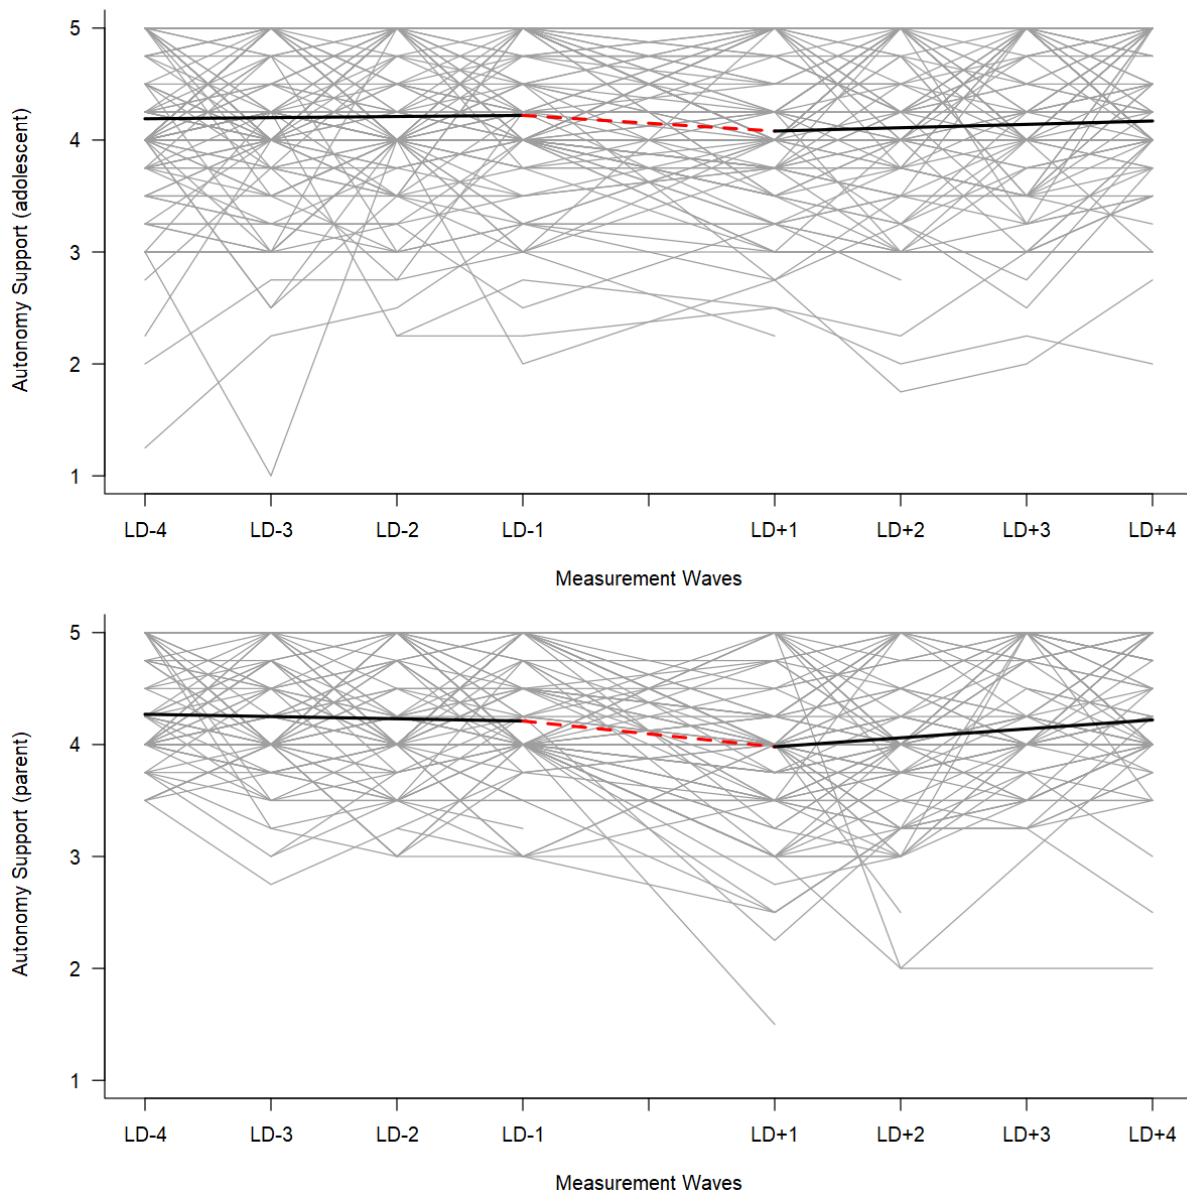 Autonomy Support (adolescent)
5
4
3
2
1
LD-4 LD-3 LD-2 LD-1 LD+1 LD+2 LD+3 LD+4
Measurement Waves
Autonomy Support (parent)
5
4
3
2
1
LD-4 LD-3 LD-2 LD-1 LD+1 LD+2 LD+3 LD+4
Measurement Waves